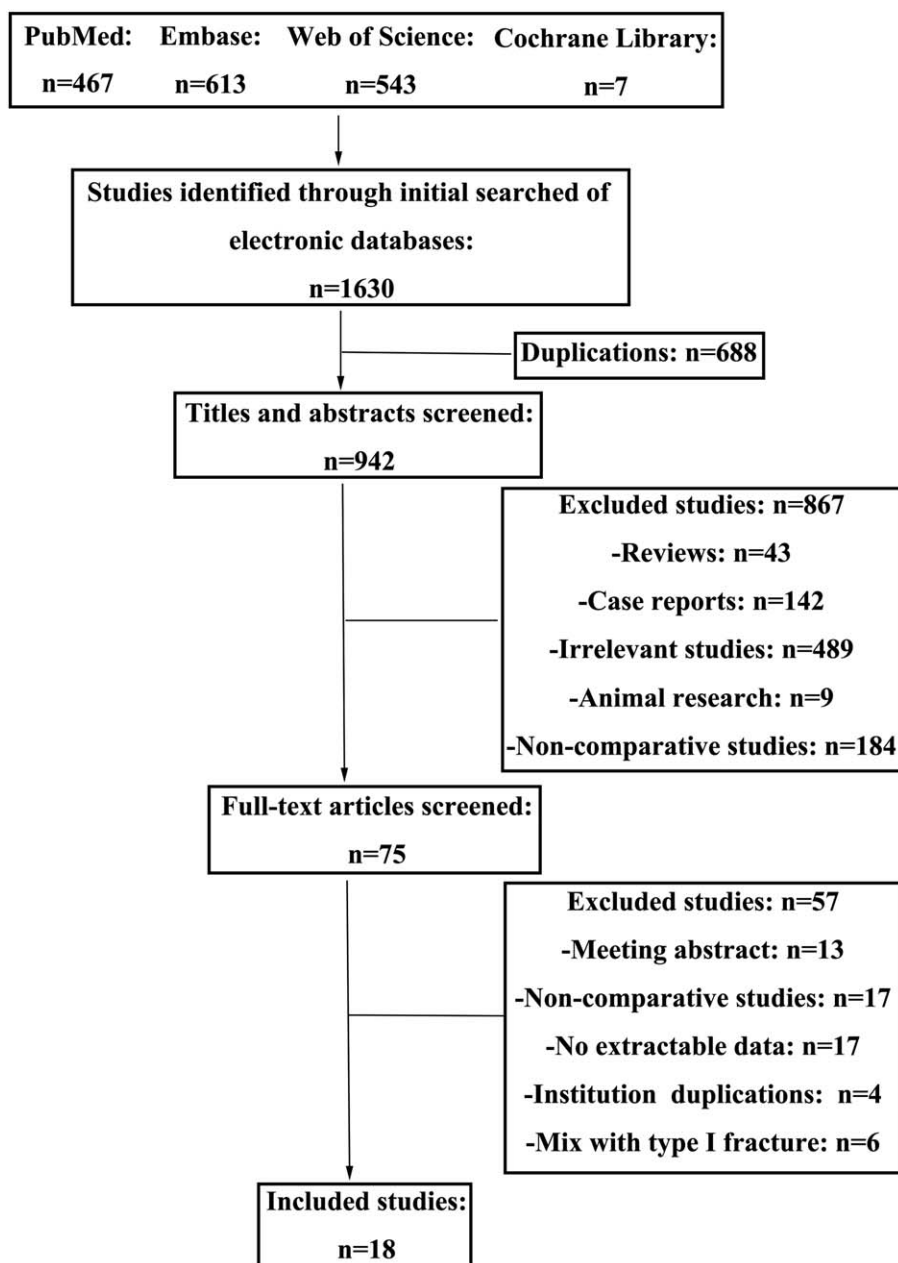 PubMed: Embase: Web of Science: Cochrane Library:
n=467 n=613 n=543 n=7
Studies identified through initial searched of
electronic databases:
n=1630
Duplications: n=688
Titles and abstracts screened:
n=942
Excluded studies: n=867
-Reviews: n=43
-Case reports: n=142
-Irrelevant studies: n=489
-Animal research: n=9
-Non-comparative studies: n=184
Full-text articles screened:
n=75
Excluded studies: n=57
-Meeting abstract: n=13
-Non-comparative studies: n=17
-No extractable data: n=17
-Institution duplications: n=4
-Mix with type I fracture: n=6
Included studies:
n=18